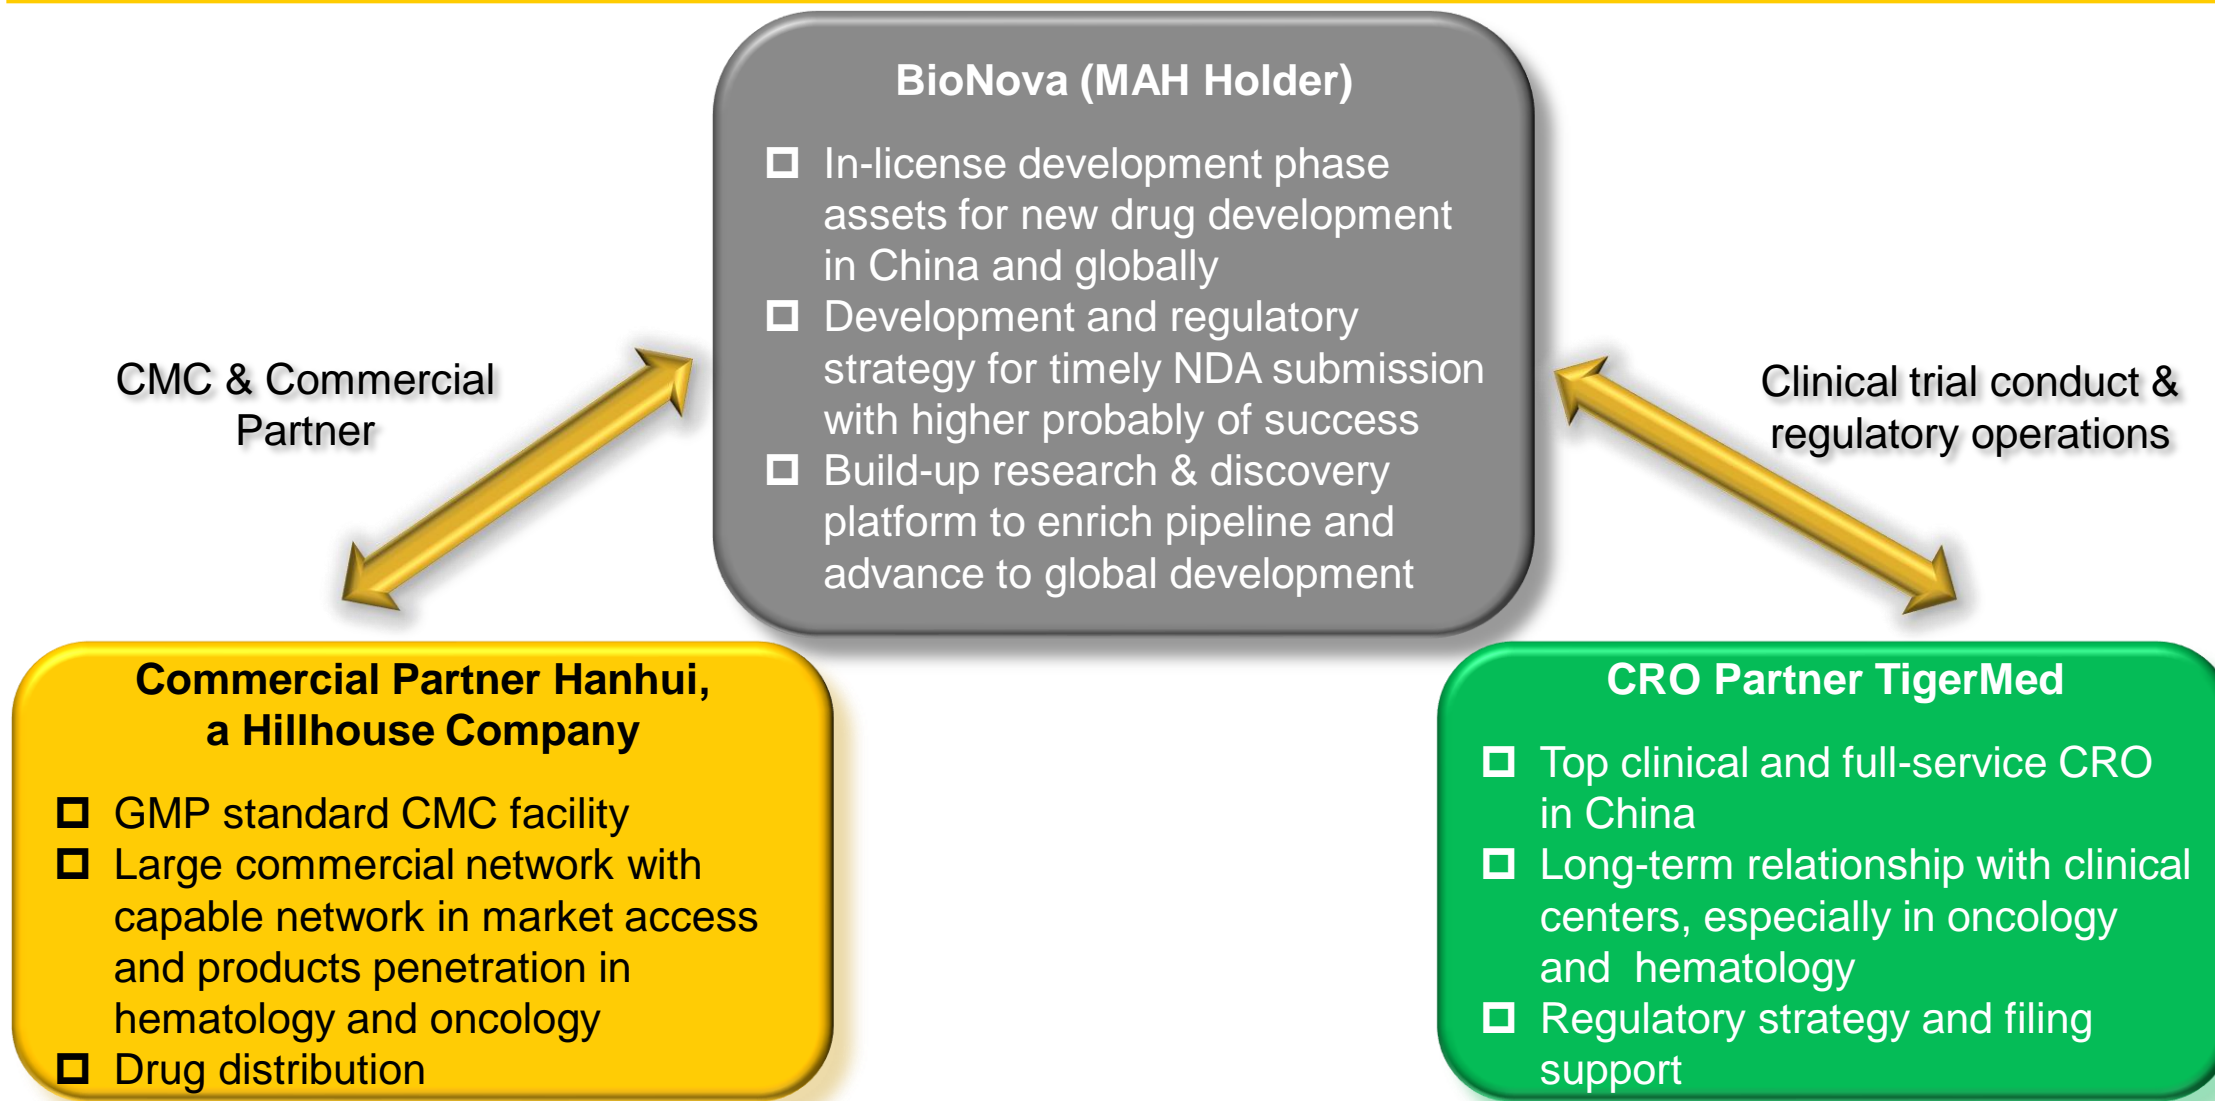 BioNova (MAH Holder)
In-license development phase
assets for new drug development
in China and globally
Development and regulatory
strategy for timely NDA submission
with higher probably of success
Build-up research & discovery
platform to enrich pipeline and
advance to global development
CMC & Commercial
Partner
Clinical trial conduct &
regulatory operations
Commercial Partner Hanhui,
a Hillhouse Company
GMP standard CMC facility
Large commercial network with
capable network in market access
and products penetration in
hematology and oncology
Drug distribution
CRO Partner TigerMed
Top clinical and full-service CRO
in China
Long-term relationship with clinical
centers, especially in oncology
and  hematology
Regulatory strategy and filing
support